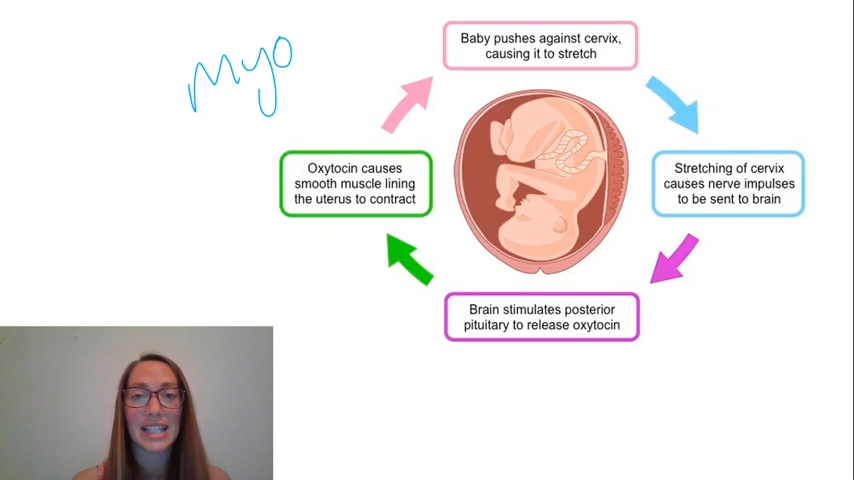 Myo
Baby pushes against cervix,
causing it to stretch
Stretching of cervix
causes nerve impulses
to be sent to brain
Brain stimulates posterior
pituitary to release oxytocin
Oxytocin causes
smooth muscle lining
the uterus to contract